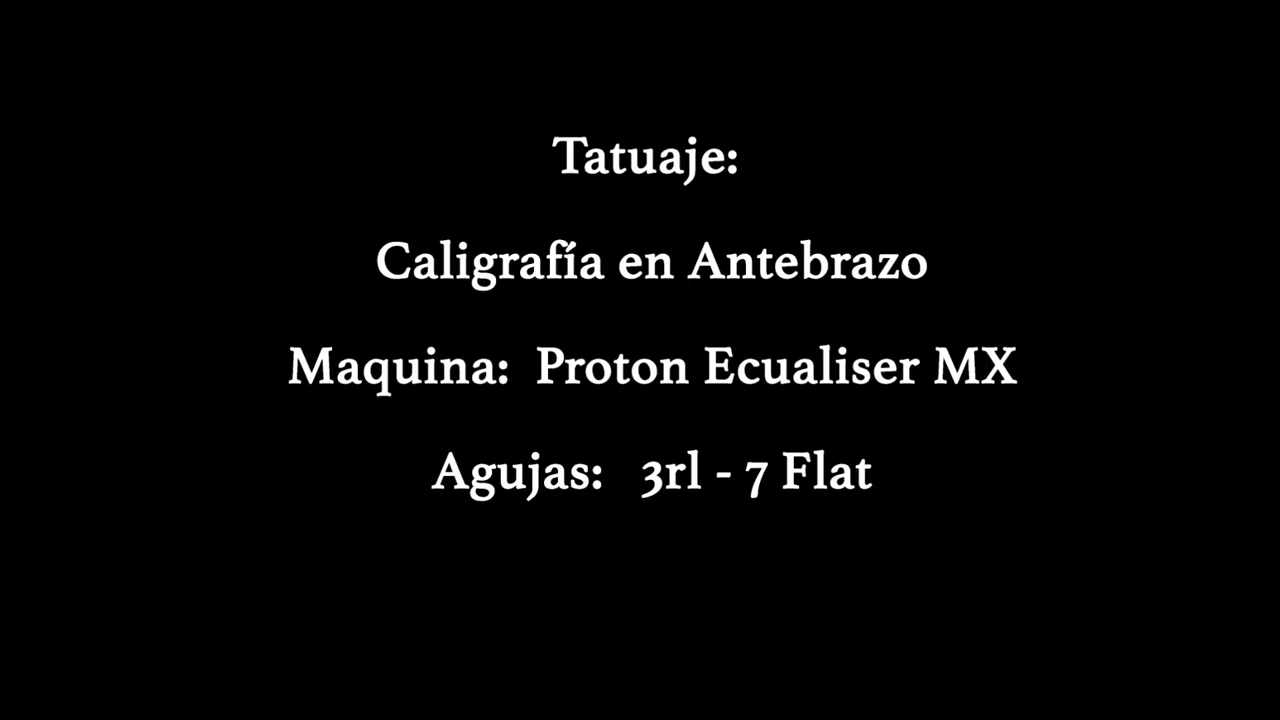 Tatuaje:
Caligrafía en Antebrazo
Maquina: Proton Ecualiser MX
Agujas: 3rl - 7 Flat